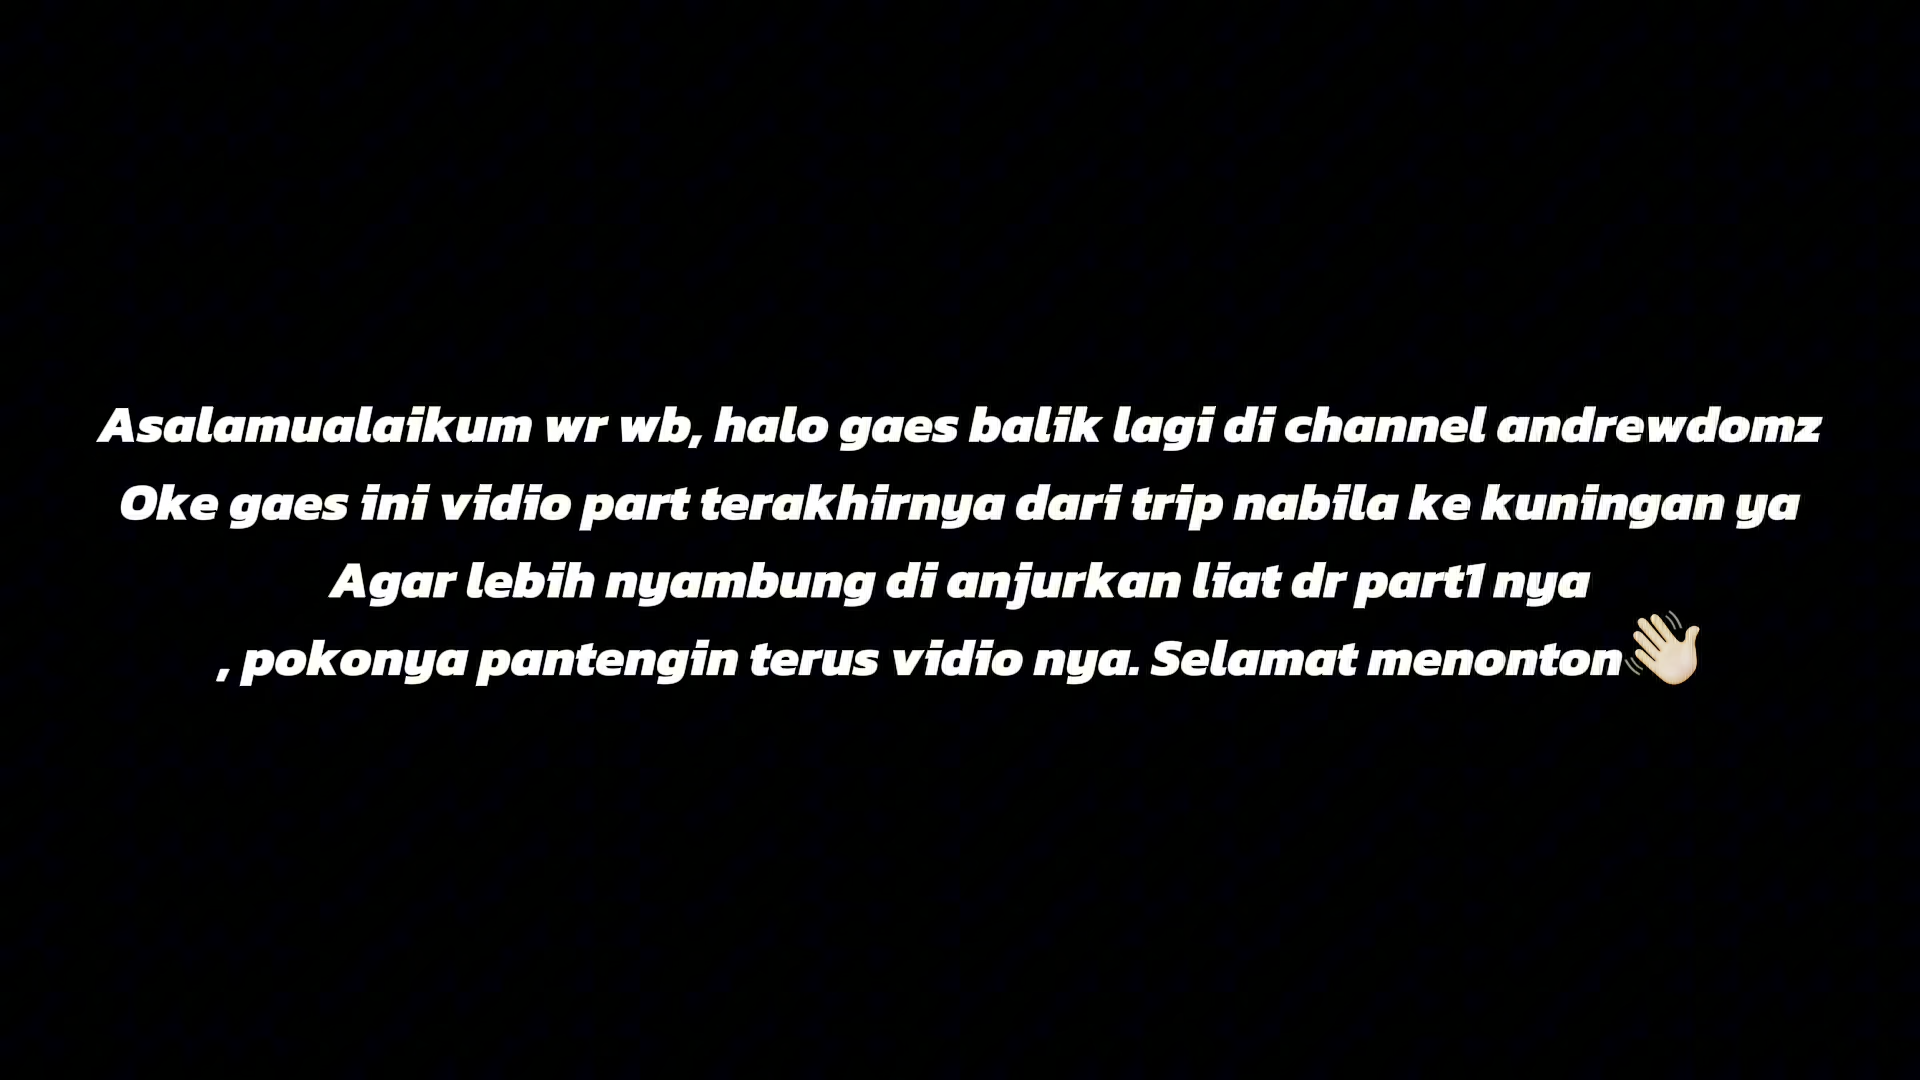 Asalamualaikum wr wb, halo gaes balik lagi di channel andrewdomz
Oke gaes ini vidio part terakhirnya dari trip nabila ke kuningan ya
Agar lebih nyambung di anjurkan liat dr part1 nya
, pokonya pantengin terus vidio nya. Selamat menonton👋🏻